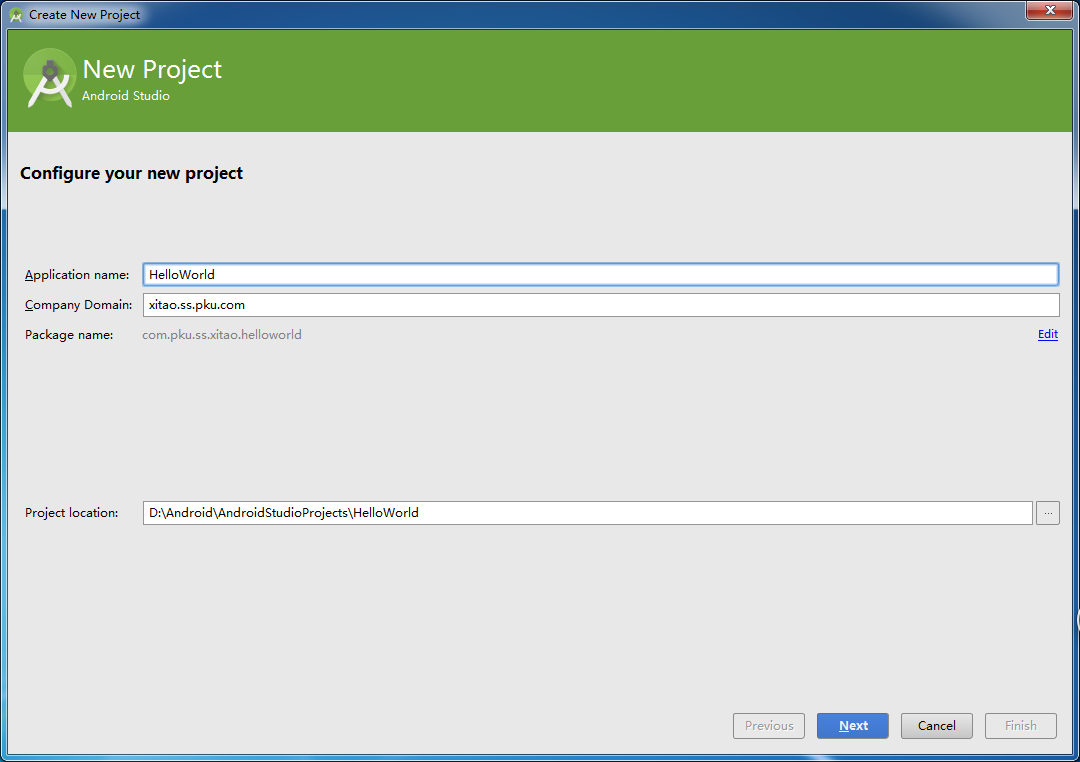 Create New Project
New Project
Android Studio
Configure your new project
Application name: HelloWorld
Company Domain: xitao.ss.pku.com
Package name: com.pku.ss.xitao.helloworld Edit
Project location: D:\Android\AndroidStudioProjects\HelloWorld ...
Previous Next Cancel Finish